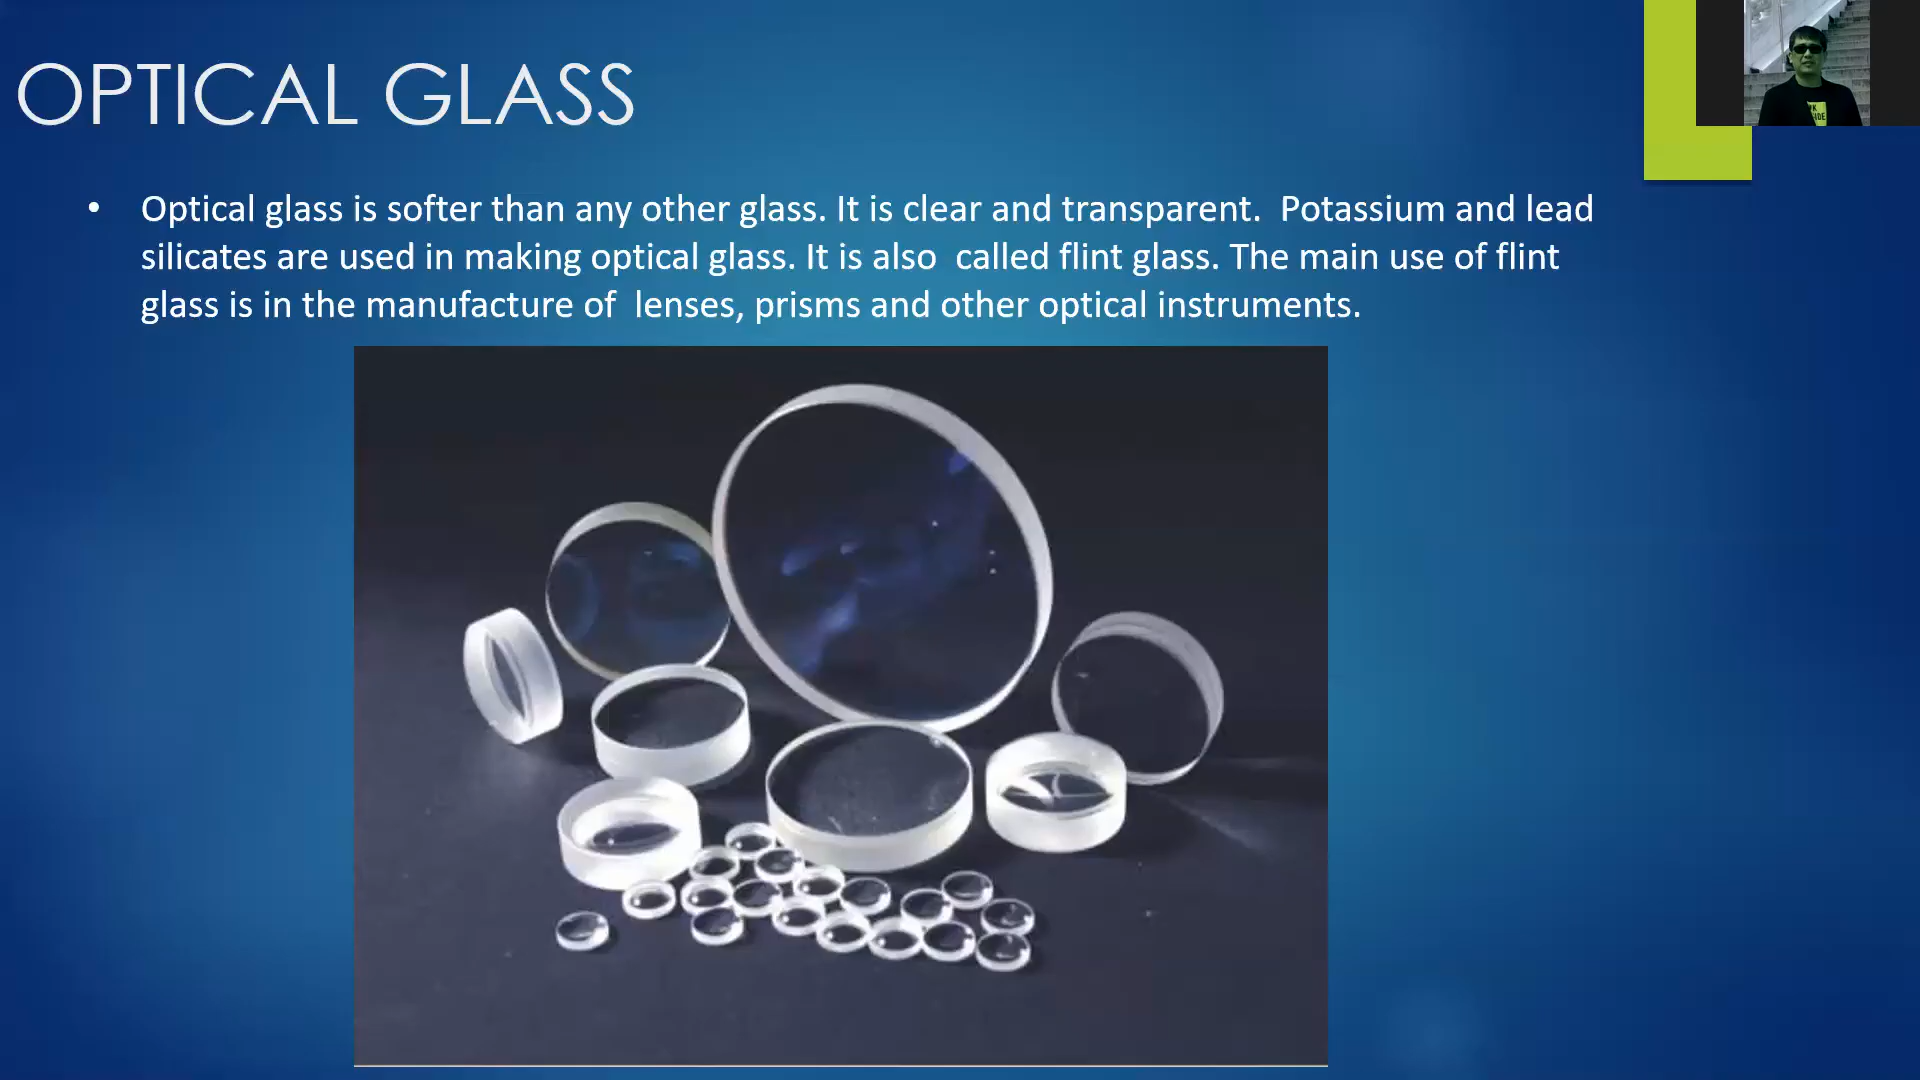 OPTICAL GLASS
• Optical glass is softer than any other glass. It is clear and transparent.  Potassium and lead
silicates are used in making optical glass. It is also  called flint glass. The main use of flint
glass is in the manufacture of  lenses, prisms and other optical instruments.